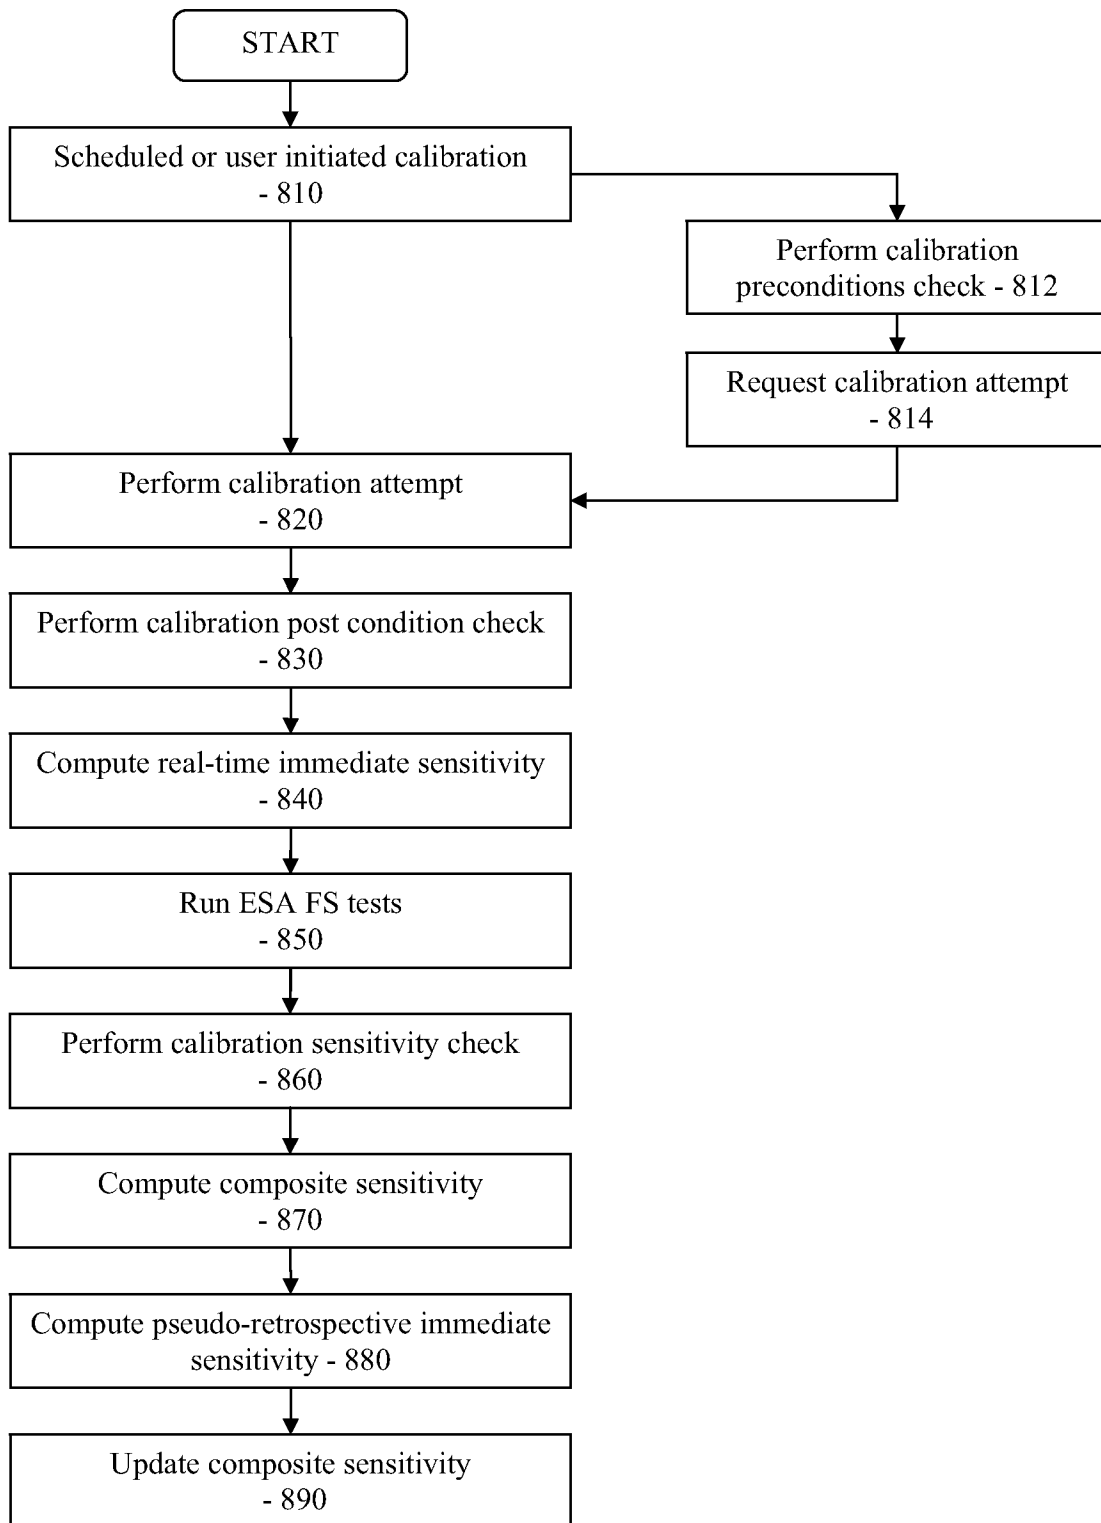 START
Scheduled or user initiated calibration
- 810
Perform calibration
preconditions check - 812
Request calibration attempt
- 814
Perform calibration attempt
- 820
Perform calibration post condition check
- 830
Compute real-time immediate sensitivity
- 840
Run ESA FS tests
- 850
Perform calibration sensitivity check
- 860
Compute composite sensitivity
- 870
Compute pseudo-retrospective immediate
sensitivity - 880
Update composite sensitivity
- 890